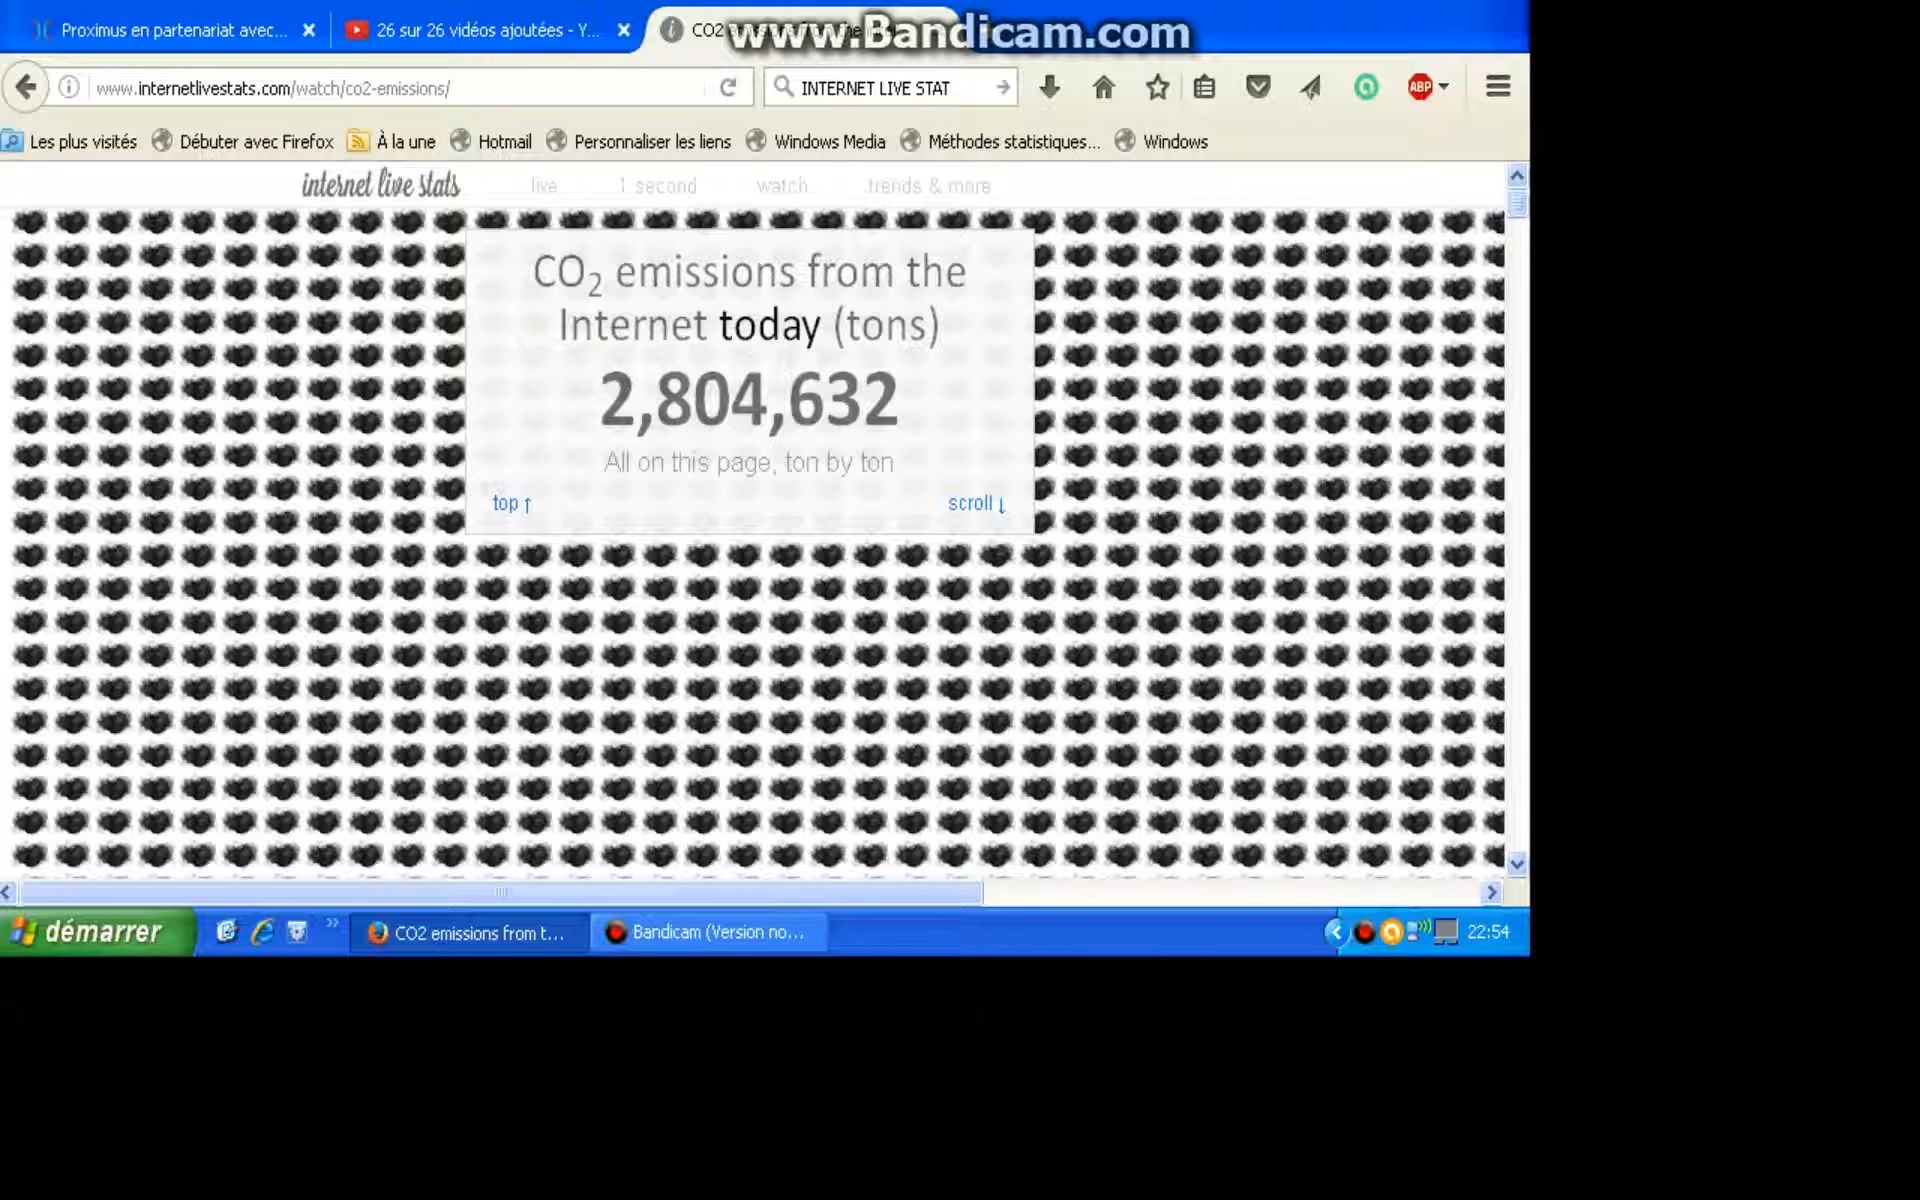 www.Bandicam.com
Proximus en partenariat avec...
26 sur 26 vidéos ajoutées - Y...
CO2
www.internetlivestats.com/watch/co2-emissions/
INTERNET LIVE STAT
ABP
Les plus visités
Débuter avec Firefox
À la une
Hotmail
Personnaliser les liens
Windows Media
Méthodes statistiques...
Windows
internet live stats
live
1 second
watch
trends & more
CO₂ emissions from the
Internet today (tons)
2,804,632
All on this page, ton by ton
top ↑
scroll ↓
démarrer
CO2 emissions from t...
Bandicam (Version no...
22:54